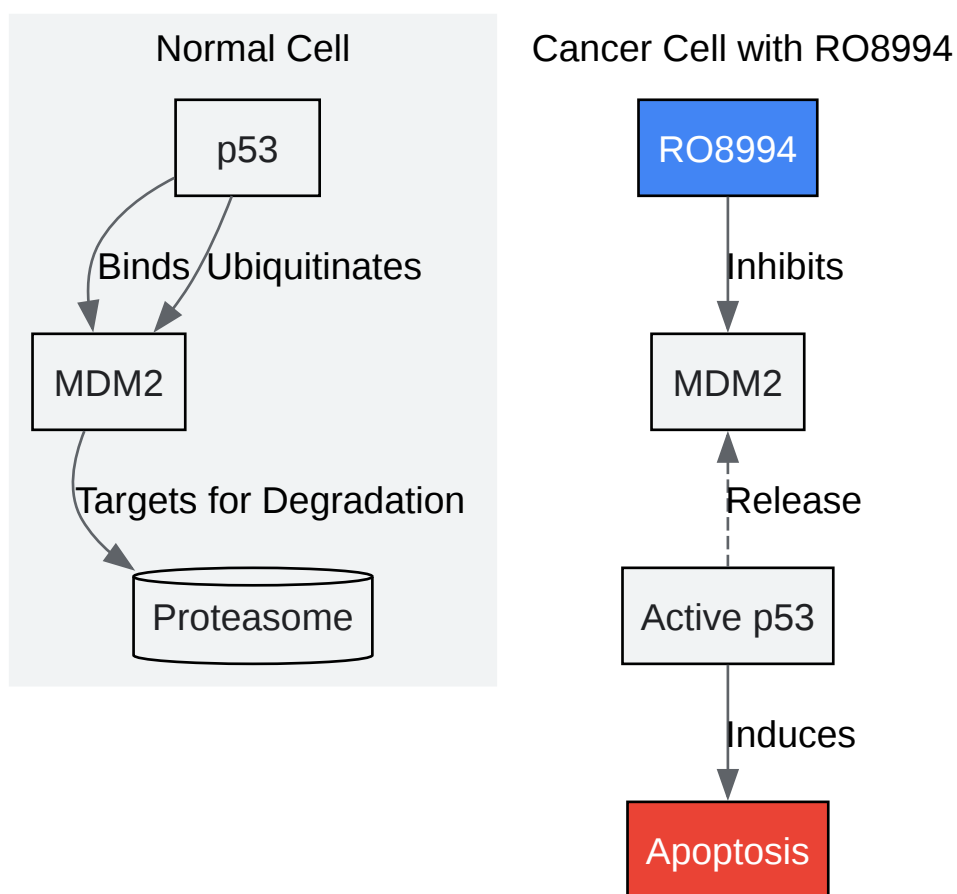 Normal Cell
p53
Binds
Ubiquitinates
MDM2
Targets for Degradation
Proteasome
Cancer Cell with RO8994
RO8994
Inhibits
MDM2
Release
Active p53
Induces
Apoptosis